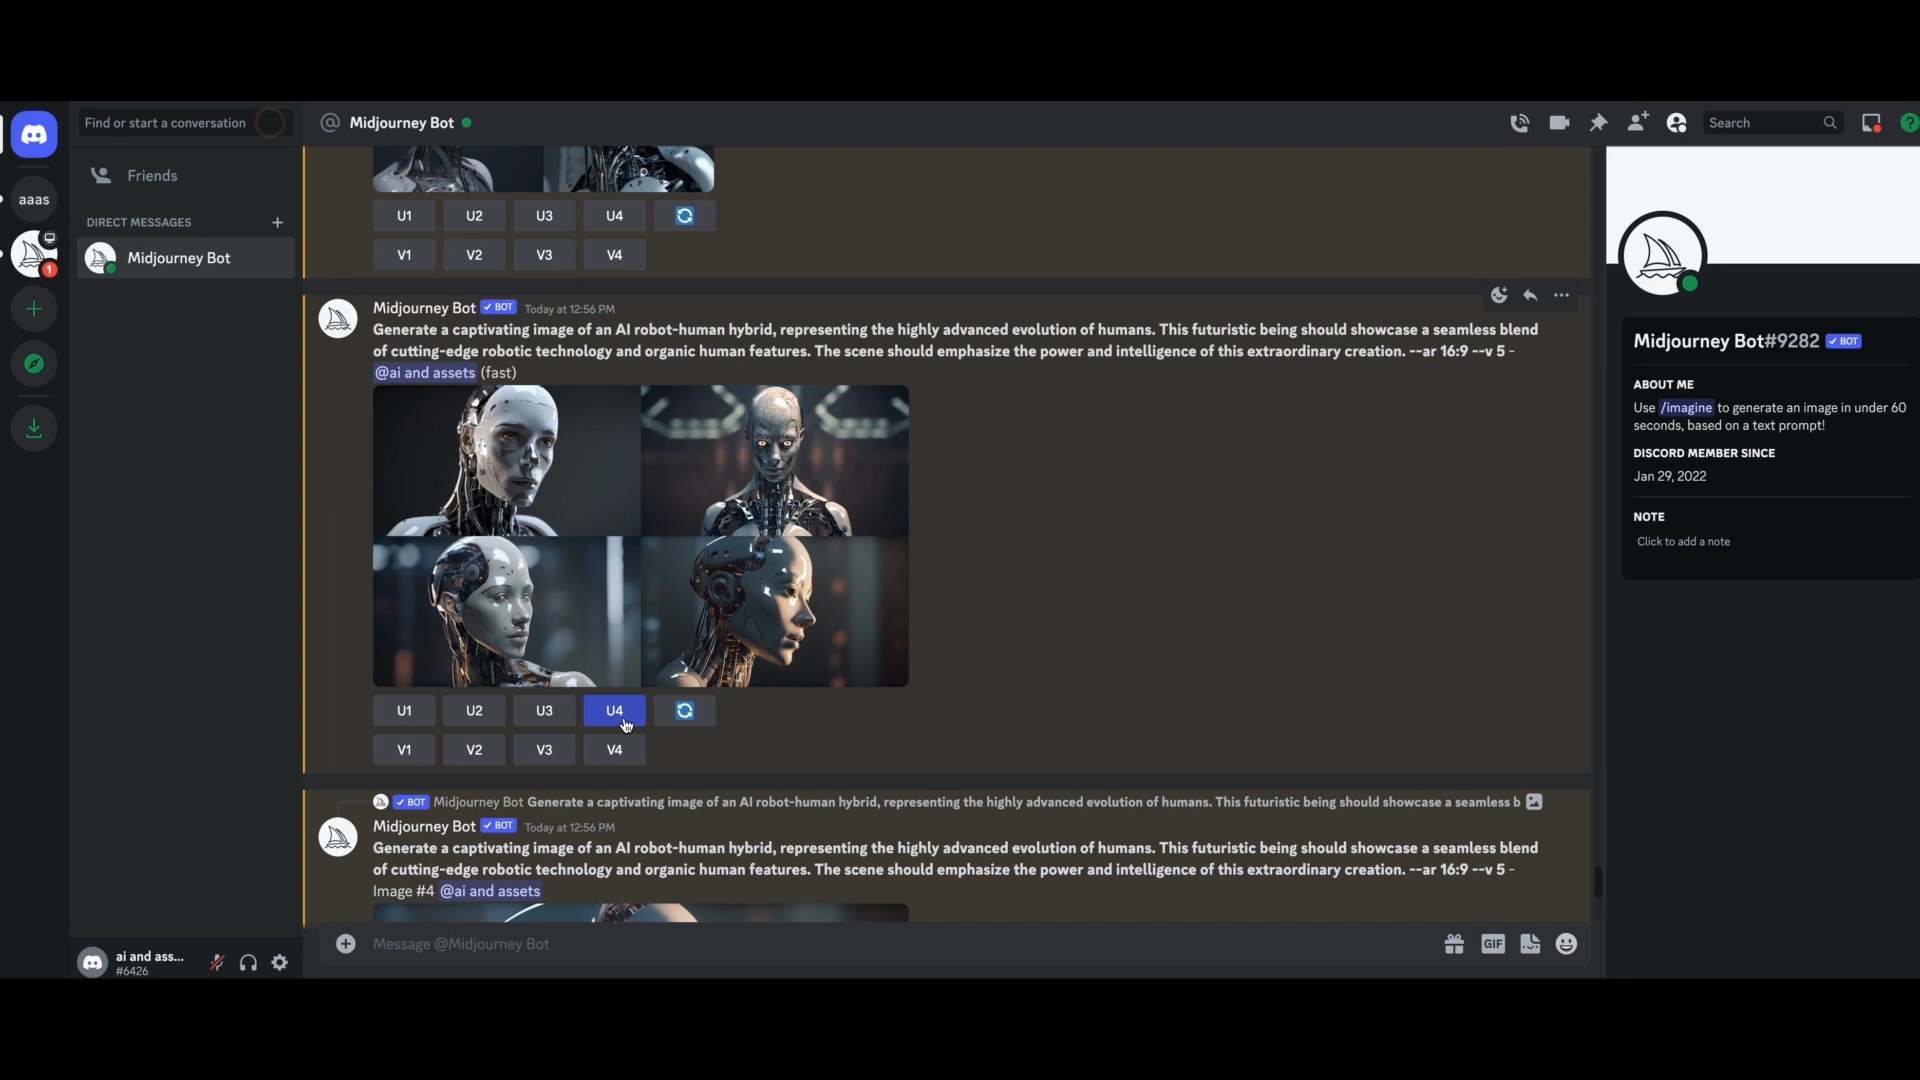 Find or start a conversation
Midjourney Bot
Search
Friends
aaas
DIRECT MESSAGES
Midjourney Bot
1
U1 U2 U3 U4
V1 V2 V3 V4
Midjourney Bot BOT Today at 12:56 PM
Generate a captivating image of an AI robot-human hybrid, representing the highly advanced evolution of humans. This futuristic being should showcase a seamless blend
of cutting-edge robotic technology and organic human features. The scene should emphasize the power and intelligence of this extraordinary creation. --ar 16:9 --v 5 -
@ai and assets (fast)
U1 U2 U3 U4
V1 V2 V3 V4
BOT Midjourney Bot Generate a captivating image of an AI robot-human hybrid, representing the highly advanced evolution of humans. This futuristic being should showcase a seamless b
Midjourney Bot BOT Today at 12:56 PM
Generate a captivating image of an AI robot-human hybrid, representing the highly advanced evolution of humans. This futuristic being should showcase a seamless blend
of cutting-edge robotic technology and organic human features. The scene should emphasize the power and intelligence of this extraordinary creation. --ar 16:9 --v 5 -
Image #4 @ai and assets
Message @Midjourney Bot
GIF
ai and ass...
#6426
Midjourney Bot#9282 BOT
ABOUT ME
Use /imagine to generate an image in under 60
seconds, based on a text prompt!
DISCORD MEMBER SINCE
Jan 29, 2022
NOTE
Click to add a note